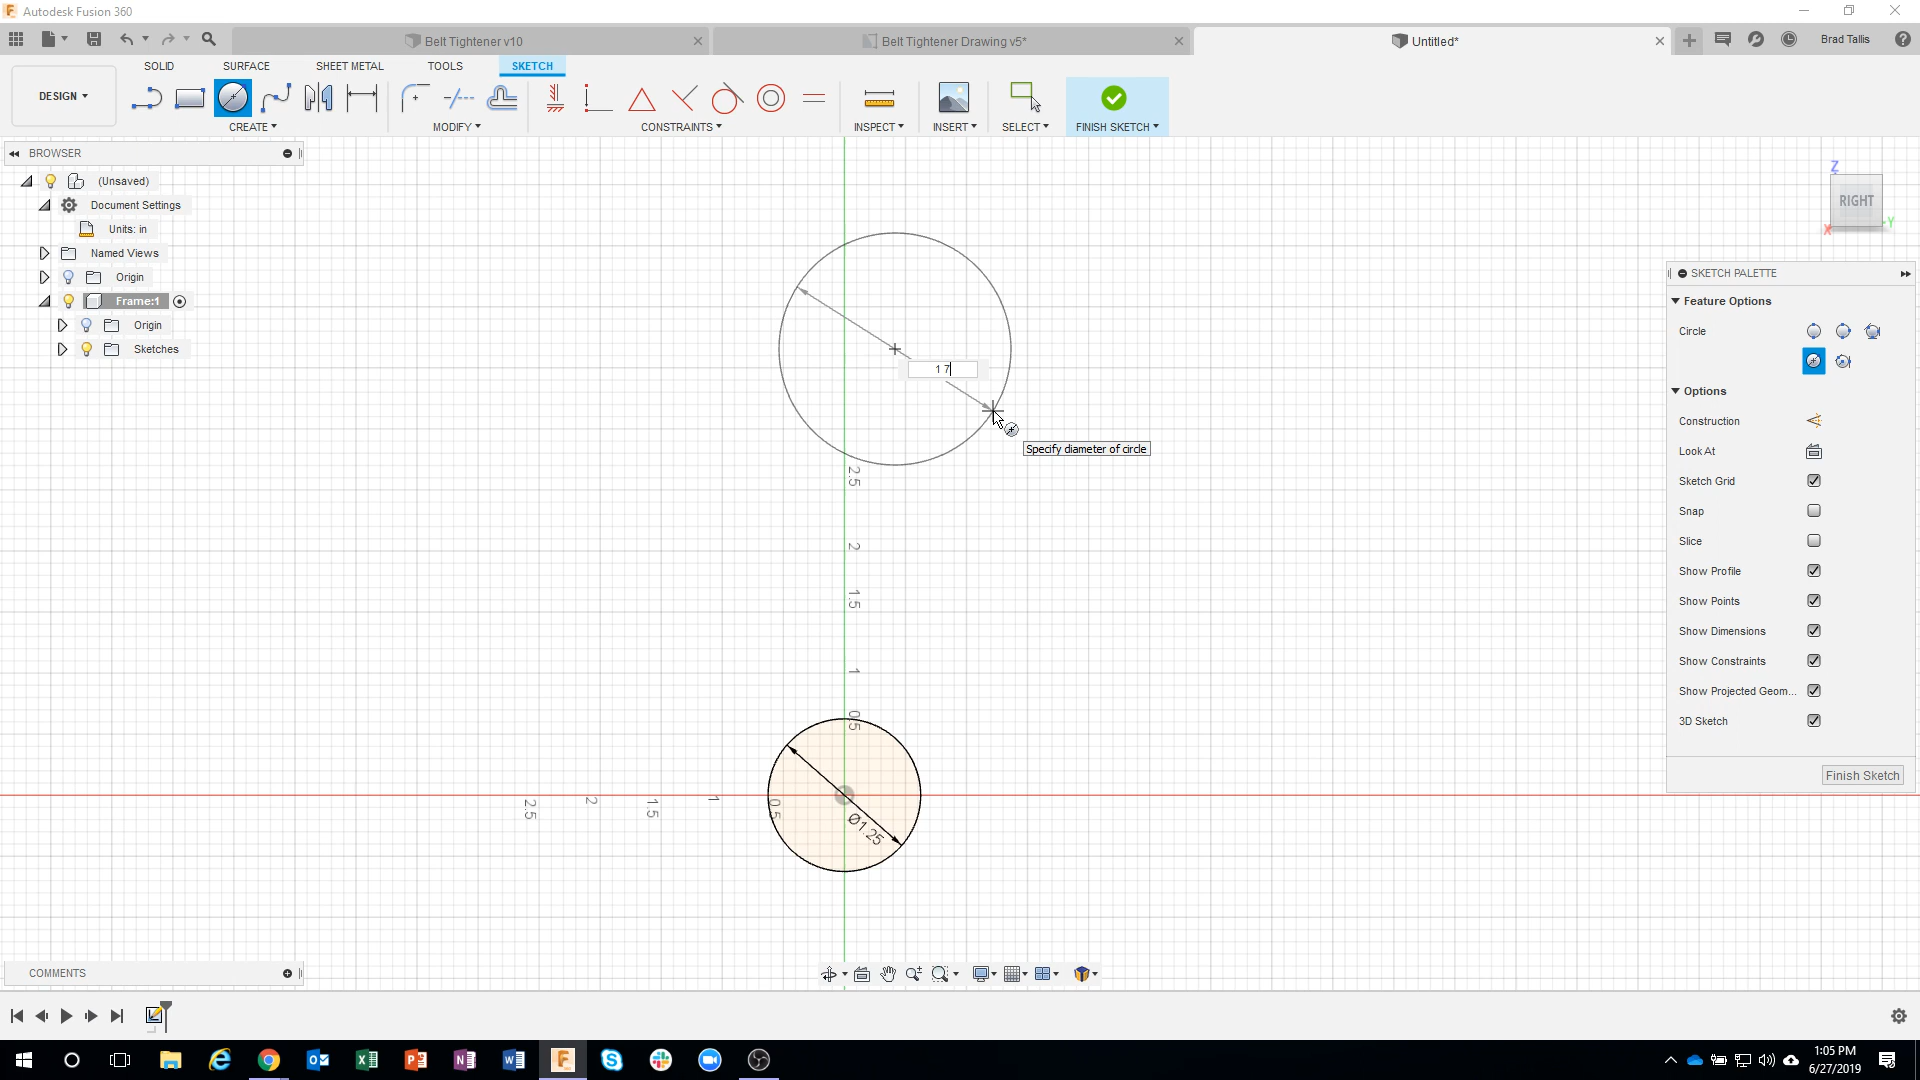 Autodesk Fusion 360
Belt Tightener v10
Belt Tightener Drawing v5*
Untitled*
Brad Tallis
SOLID
SURFACE
SHEET METAL
TOOLS
SKETCH
DESIGN
CREATE
MODIFY
CONSTRAINTS
INSPECT
INSERT
SELECT
FINISH SKETCH
BROWSER
(Unsaved)
Document Settings
Units: in
Named Views
Origin
Frame:1
Origin
Sketches
Z
RIGHT
X
Y
1 7
Specify diameter of circle
2.5
2
1.5
1
0.5
2.5
2
1.5
1
0.5
Ø1.25
SKETCH PALETTE
Feature Options
Circle
Options
Construction
Look At
Sketch Grid
Snap
Slice
Show Profile
Show Points
Show Dimensions
Show Constraints
Show Projected Geom...
3D Sketch
Finish Sketch
COMMENTS
1:05 PM
6/27/2019